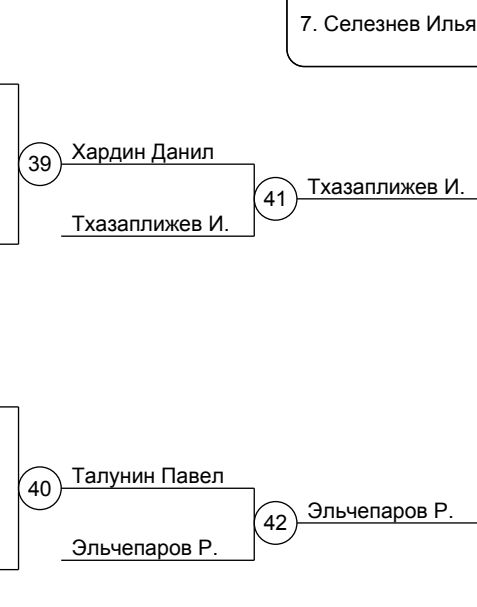 7. Селезнев Илья
39
Хардин Данил
41
Тхазаплижев И.
Тхазаплижев И.
40
Талунин Павел
42
Эльчепаров Р.
Эльчепаров Р.